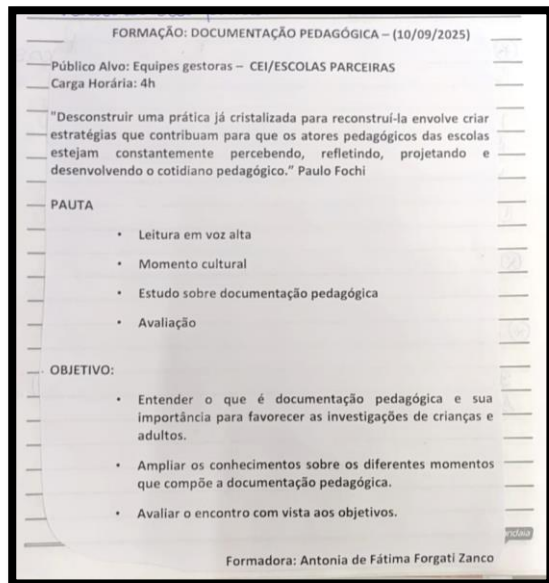 FORMAÇÃO: DOCUMENTAÇÃO PEDAGÓGICA – (10/09/2025)
Público Alvo: Equipes gestoras – CEI/ESCOLAS PARCEIRAS
Carga Horária: 4h
"Desconstruir uma prática já cristalizada para reconstruí-la envolve criar
estratégias que contribuam para que os atores pedagógicos das escolas
estejam constantemente percebendo, refletindo, projetando e
desenvolvendo o cotidiano pedagógico." Paulo Fochi
PAUTA
• Leitura em voz alta
• Momento cultural
• Estudo sobre documentação pedagógica
• Avaliação
OBJETIVO:
• Entender o que é documentação pedagógica e sua
importância para favorecer as investigações de crianças e
adultos.
• Ampliar os conhecimentos sobre os diferentes momentos
que compõe a documentação pedagógica.
• Avaliar o encontro com vista aos objetivos.
Formadora: Antonia de Fátima Forgati Zanco